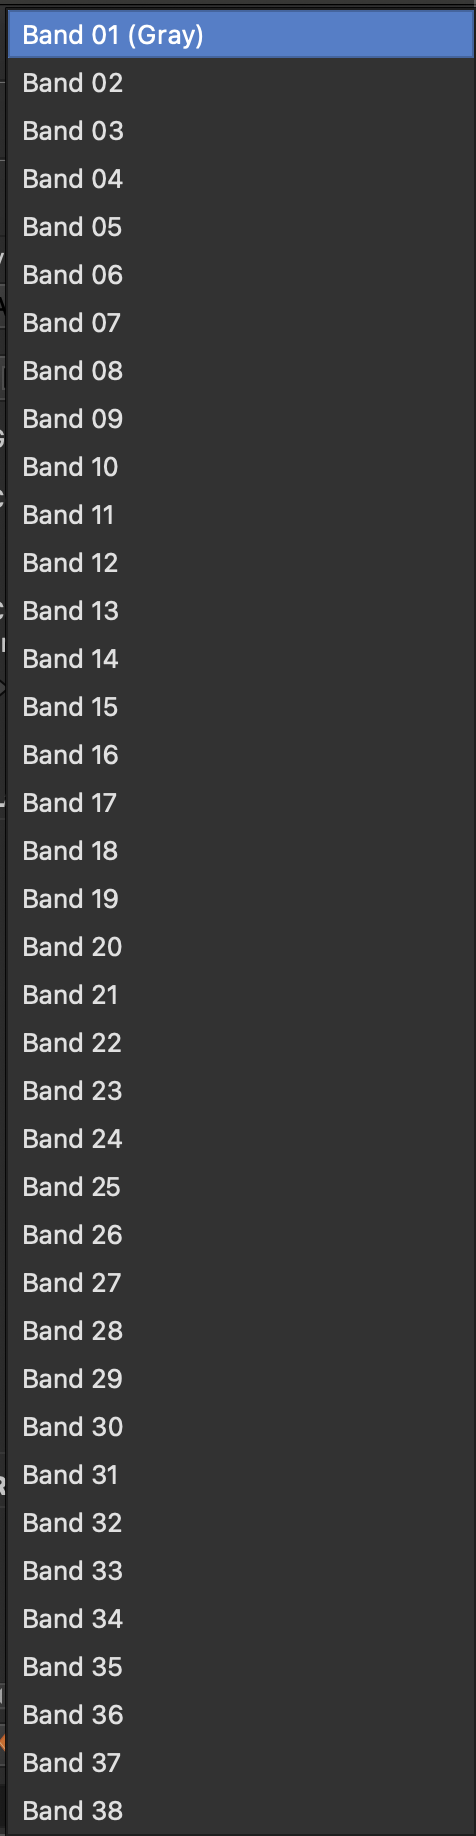 Band 01 (Gray)
Band 02
Band 03
Band 04
Band 05
Band 06
Band 07
Band 08
Band 09
Band 10
Band 11
Band 12
Band 13
Band 14
Band 15
Band 16
Band 17
Band 18
Band 19
Band 20
Band 21
Band 22
Band 23
Band 24
Band 25
Band 26
Band 27
Band 28
Band 29
Band 30
Band 31
Band 32
Band 33
Band 34
Band 35
Band 36
Band 37
Band 38